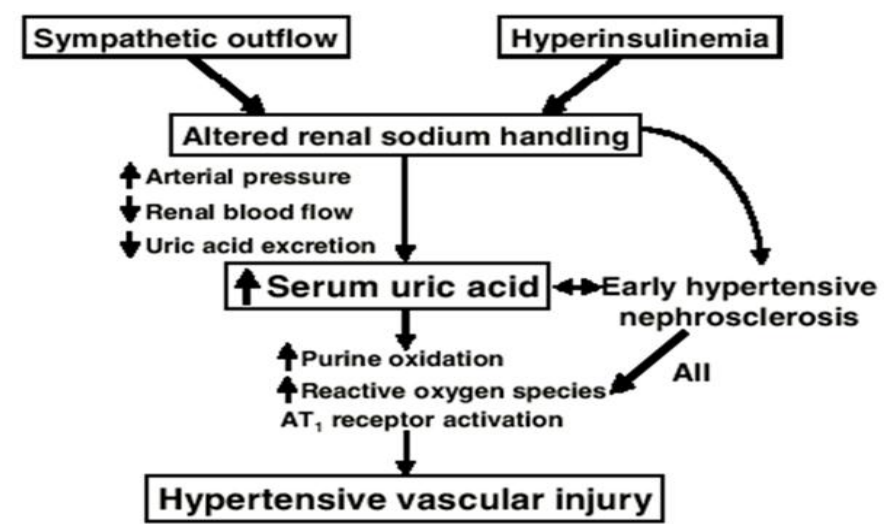 Sympathetic outflow
Hyperinsulinemia
Altered renal sodium handling
Arterial pressure
Renal blood flow
Uric acid excretion
Serum uric acid
Early hypertensive
nephrosclerosis
Purine oxidation
Reactive oxygen species
AII
AT₁ receptor activation
Hypertensive vascular injury